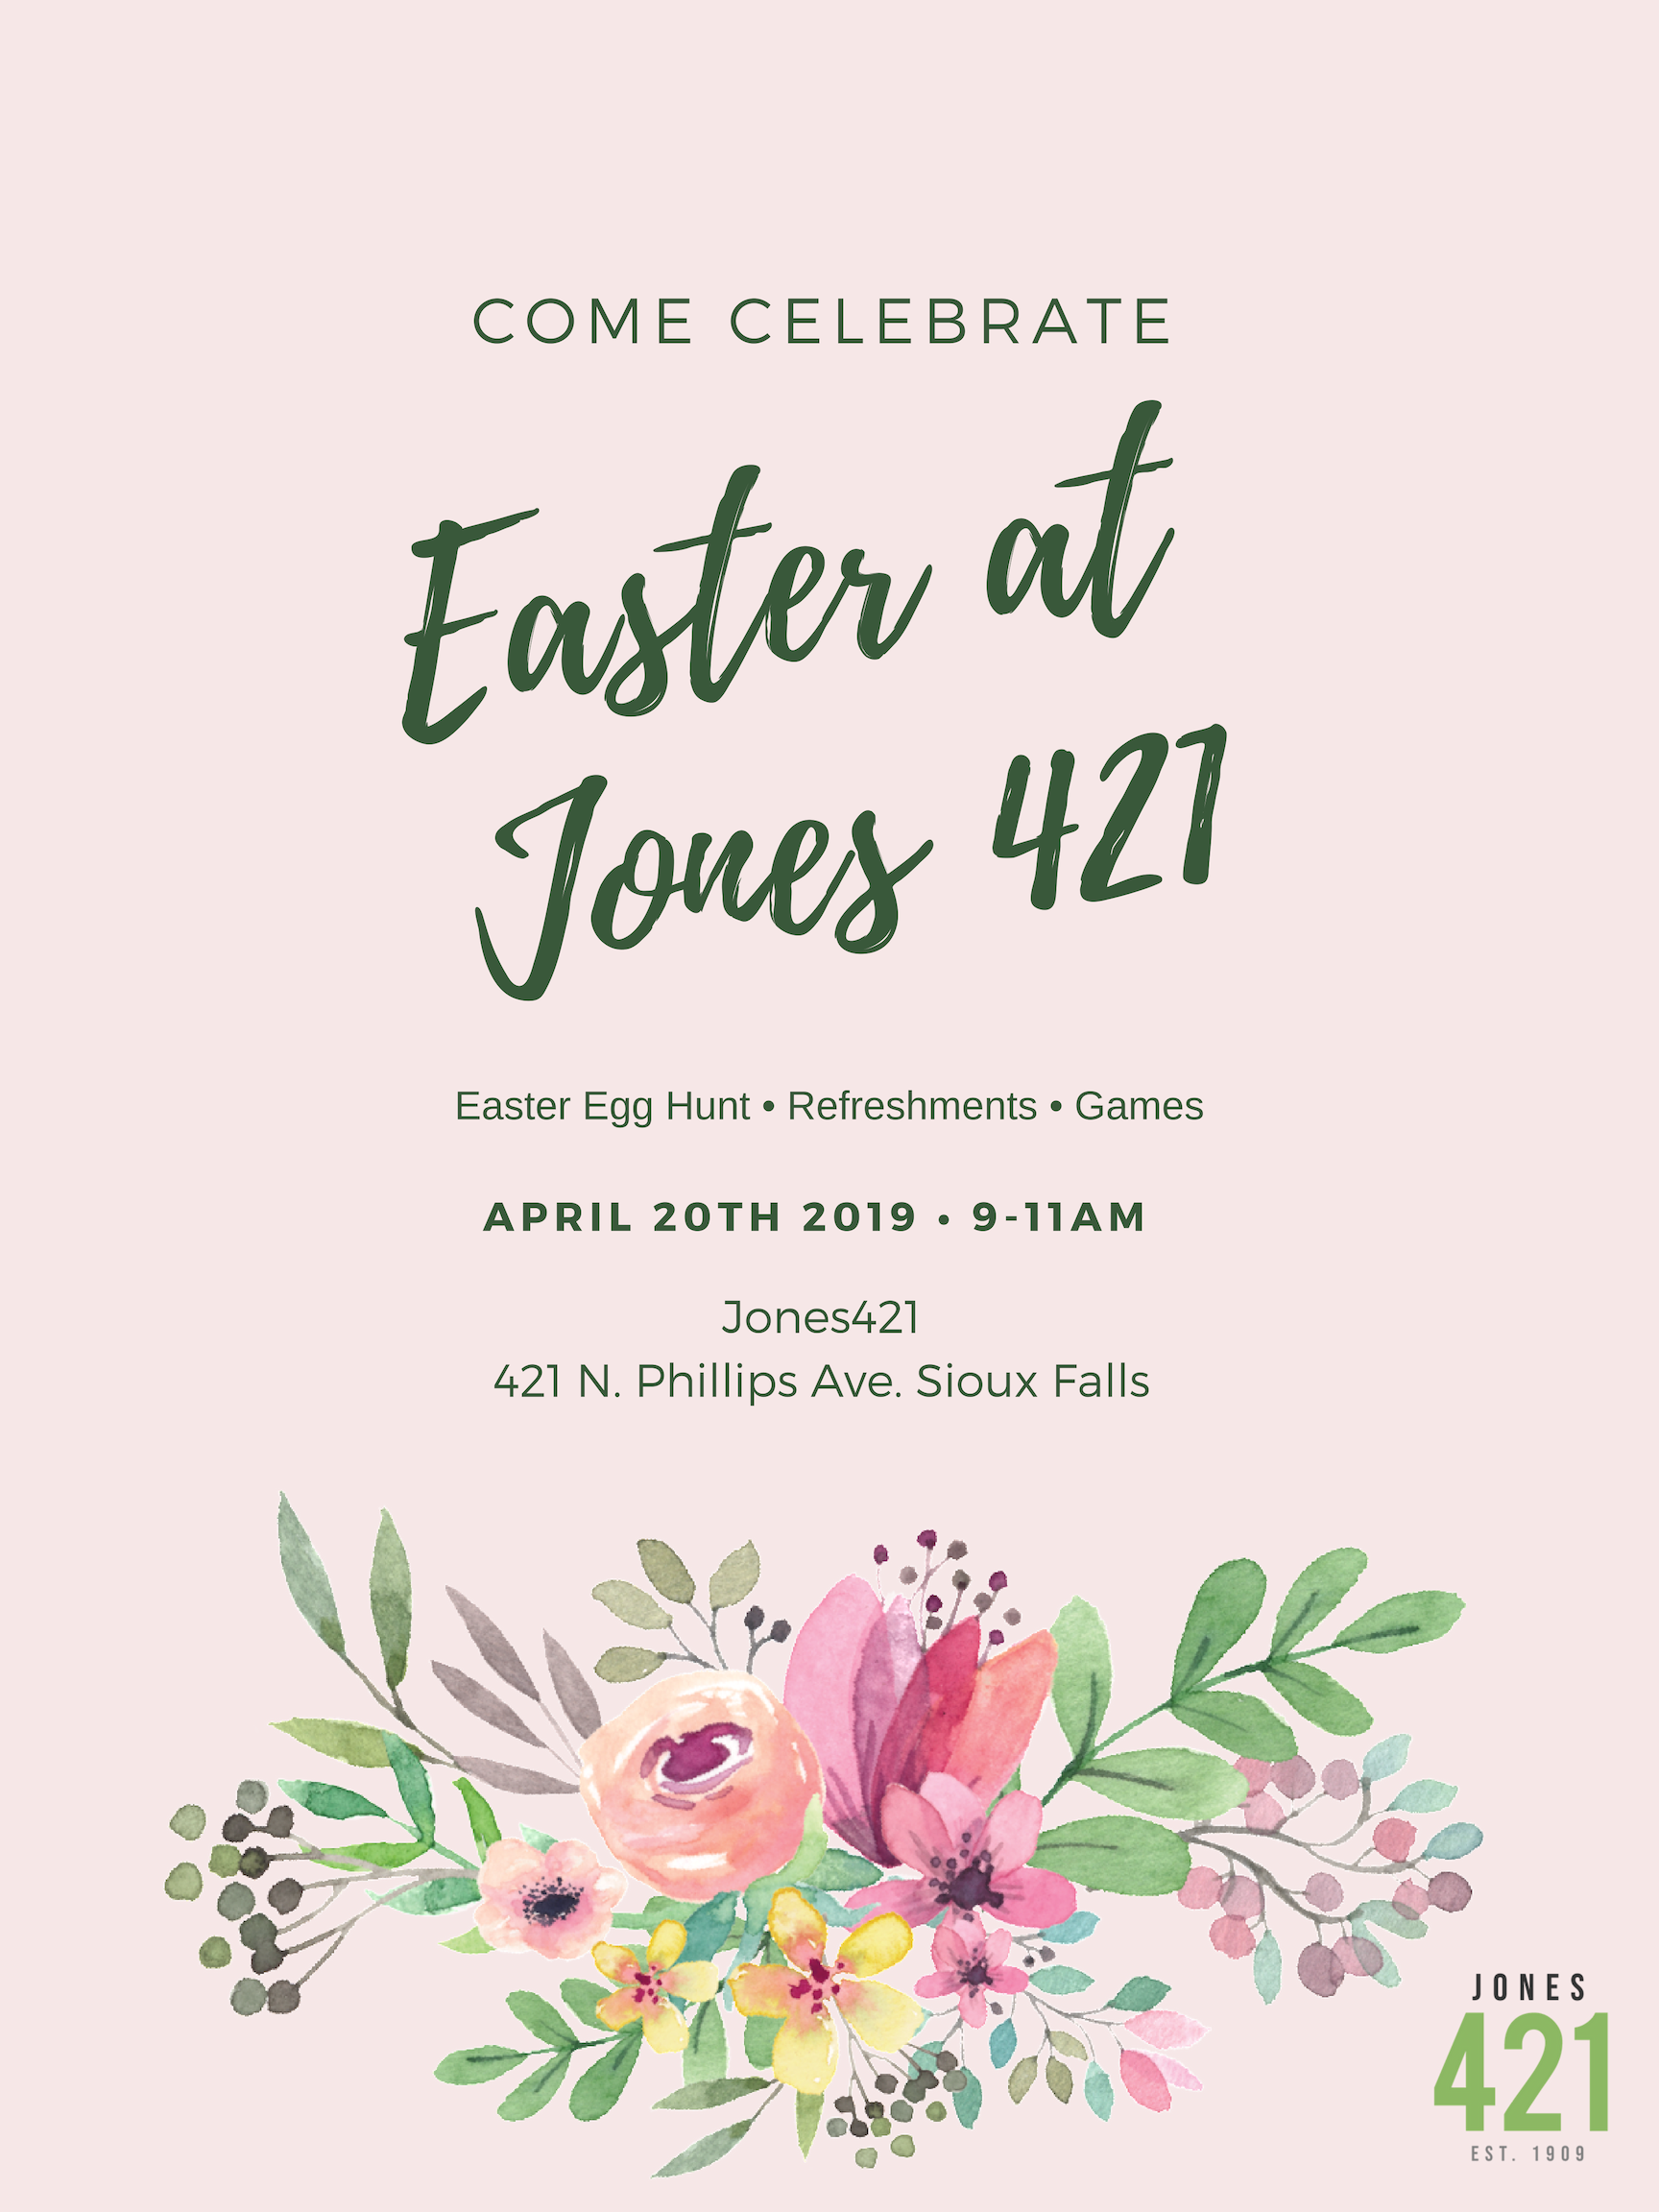 COME CELEBRATE
Easter at
Jones 421
Easter Egg Hunt • Refreshments • Games
APRIL 20TH 2019 • 9-11AM
Jones421
421 N. Phillips Ave. Sioux Falls
JONES
421
EST. 1909